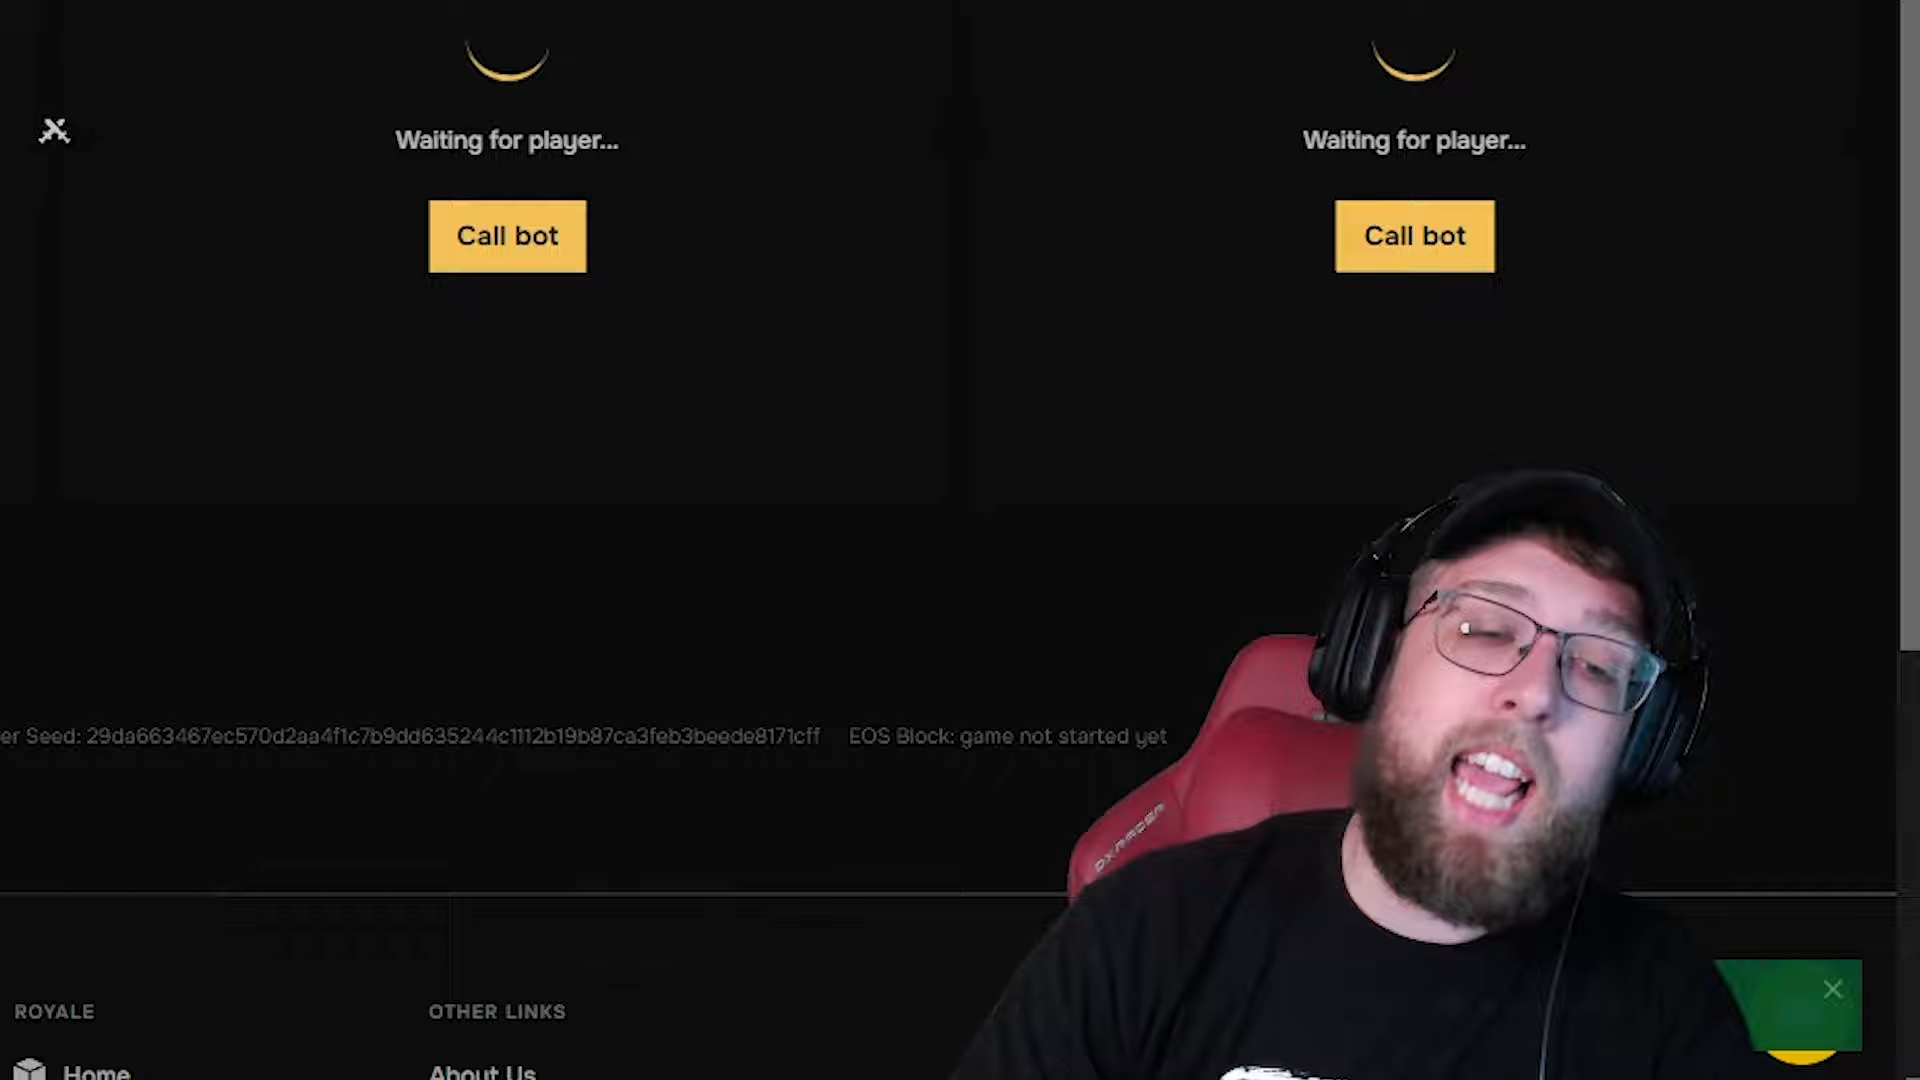 Waiting for player... Waiting for player...
Call bot Call bot
er Seed: 29da663467ec570d2aa4f1c7b9dd635244c1112b19b87ca3feb3beede8171cff EOS Block: game not started yet
DXRACER
ROYALE OTHER LINKS
Home About Us